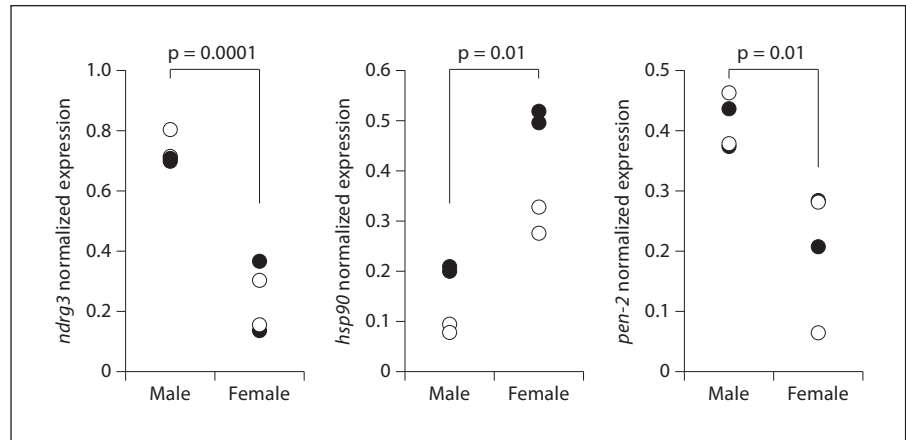 p = 0.0001
ndrg3 normalized expression
1.0
0.8
0.6
0.4
0.2
0
Male Female
p = 0.01
hsp90 normalized expression
0.6
0.5
0.4
0.3
0.2
0.1
0
Male Female
p = 0.01
pen-2 normalized expression
0.5
0.4
0.3
0.2
0.1
0
Male Female